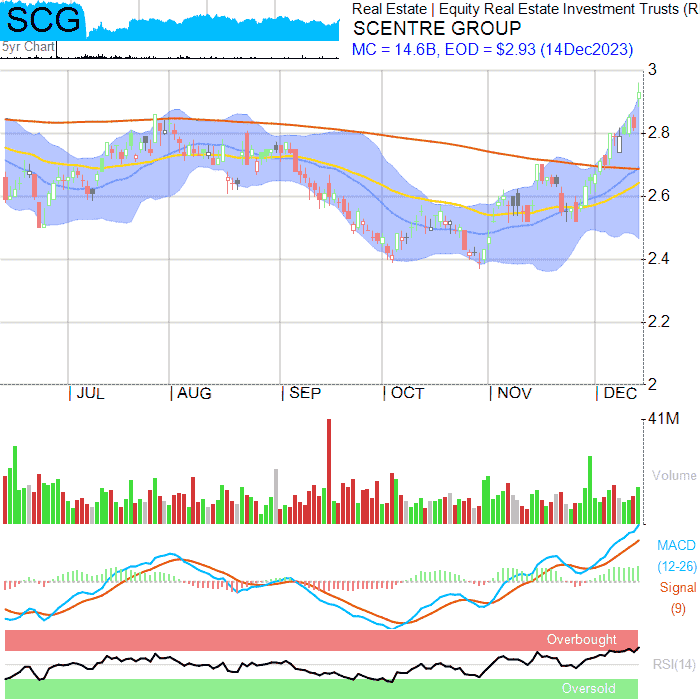 SCG
5yr Chart
Real Estate | Equity Real Estate Investment Trusts (R
SCENTRE GROUP
MC = 14.6B, EOD = $2.93 (14Dec2023)
3
2.8
2.6
2.4
2.2
2
JUL AUG SEP OCT NOV DEC
41M
Volume
MACD
(12-26)
Signal
(9)
Overbought
RSI(14)
Oversold